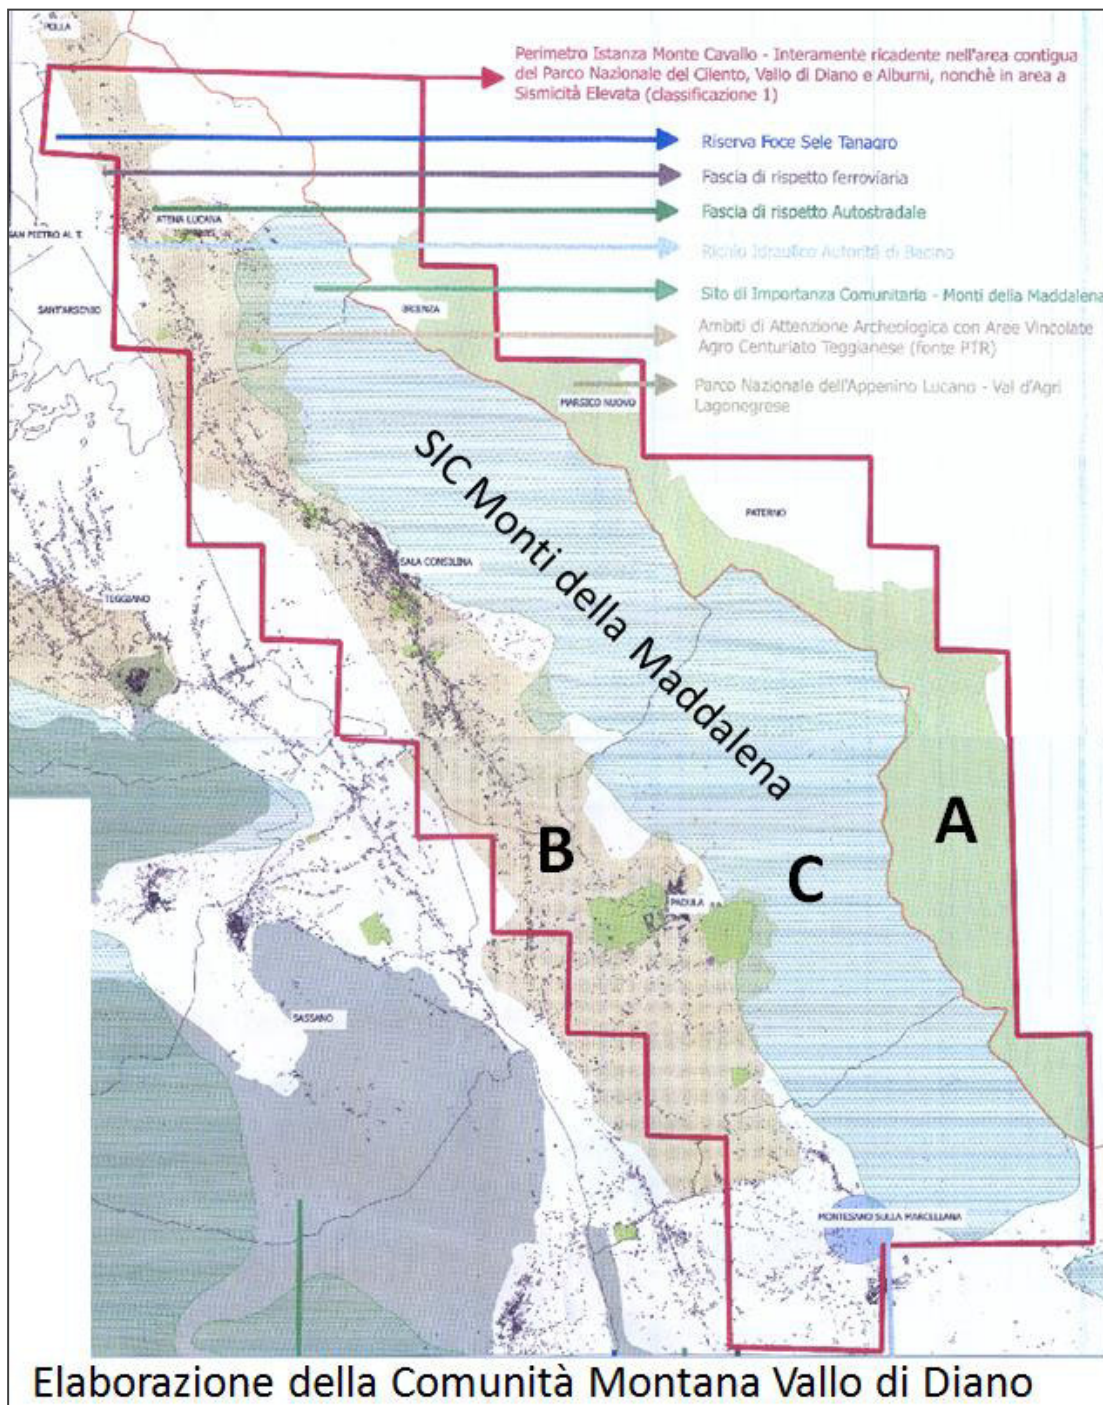 POLLA
Perimetro Istanza Monte Cavallo - Interamente ricadente nell'area contigua
del Parco Nazionale del Cilento, Vallo di Diano e Alburni, nonchè in area a
Sismicità Elevata (classificazione 1)
Riserva Foce Sele Tanagro
Fascia di rispetto ferroviaria
Fascia di rispetto Autostradale
ATENA LUCANA
SAN PIETRO AL T.
Rischio Idraulico Autorità di Bacino
Sito di Importanza Comunitaria - Monti della Maddalena
SANT'ARSENIO
BRIENZA
Ambiti di Attenzione Archeologica con Aree Vincolate
Agro Centuriato Teggianese (fonte PTR)
Parco Nazionale dell'Appenino Lucano - Val d'Agri
Lagonegrese
MARSICO NUOVO
SIC Monti della Maddalena
PATERNO
SALA CONSILINA
TEGGIANO
A
B
C
PADULA
SASSANO
MONTESANO SULLA MARCELLANA
Elaborazione della Comunità Montana Vallo di Diano